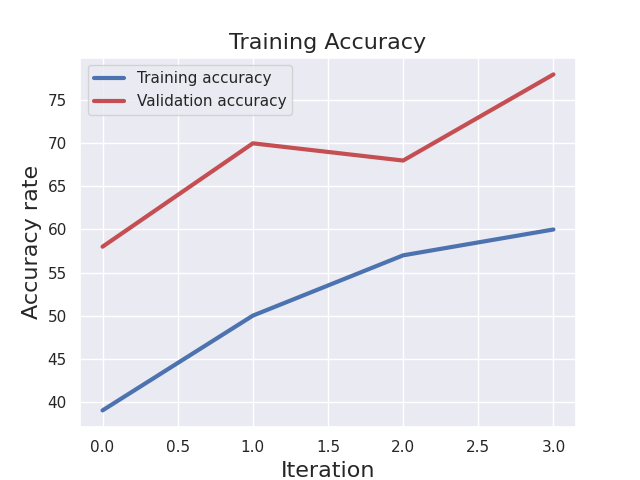 Training Accuracy
Training accuracy
Validation accuracy
Accuracy rate
75
70
65
60
55
50
45
40
0.0 0.5 1.0 1.5 2.0 2.5 3.0
Iteration